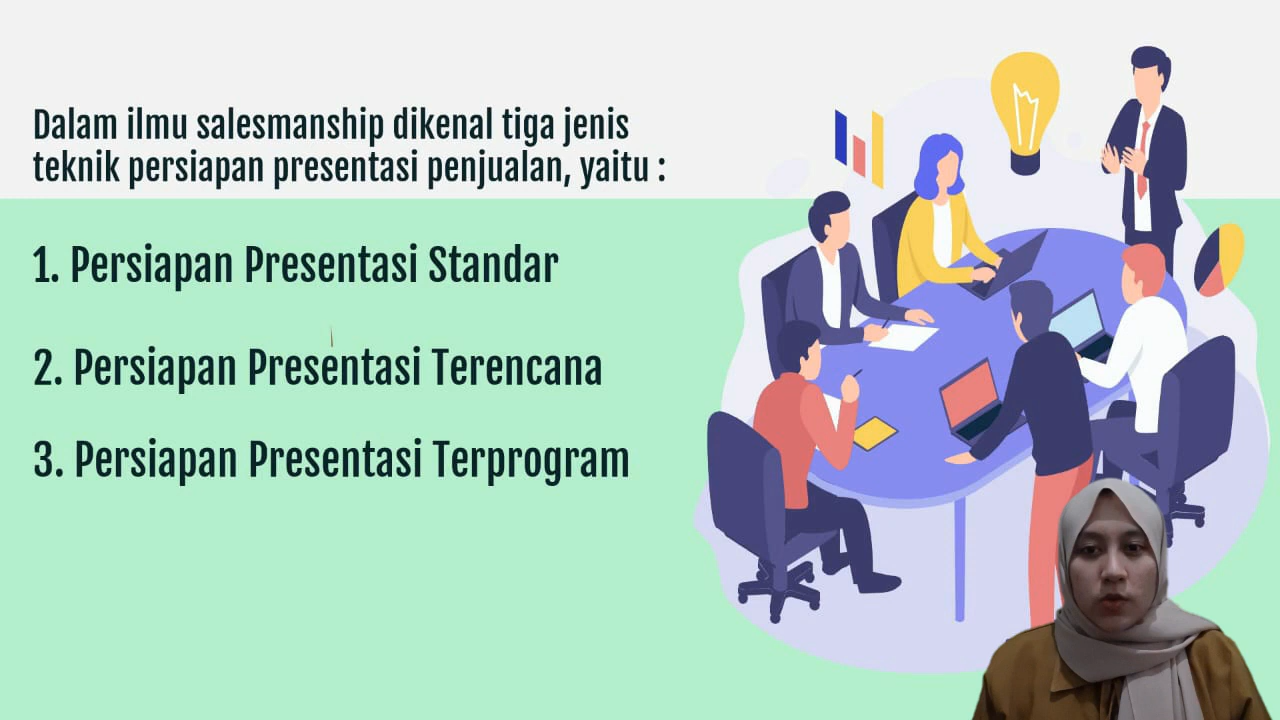 Dalam ilmu salesmanship dikenal tiga jenis
teknik persiapan presentasi penjualan, yaitu :
1. Persiapan Presentasi Standar
2. Persiapan Presentasi Terencana
3. Persiapan Presentasi Terprogram